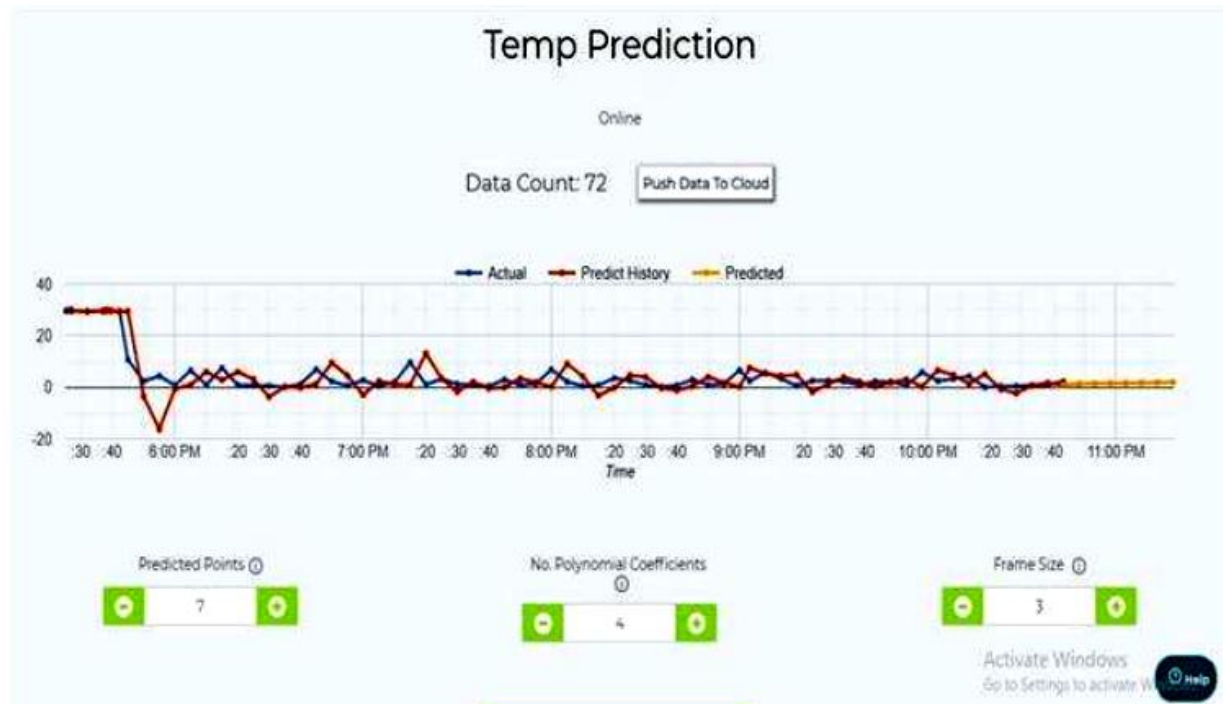 Temp Prediction
Online
Data Count: 72 Push Data To Cloud
Actual Predict History Predicted
40
20
0
-20
:30 :40 6:00 PM :20 :30 :40 7:00 PM :20 :30 :40 8:00 PM :20 :30 :40 9:00 PM :20 :30 :40 10:00 PM :20 :30 :40 11:00 PM
Time
Predicted Points No. Polynomial Coefficients Frame Size
7 4 3
Activate Windows
Go to Settings to activate
Help